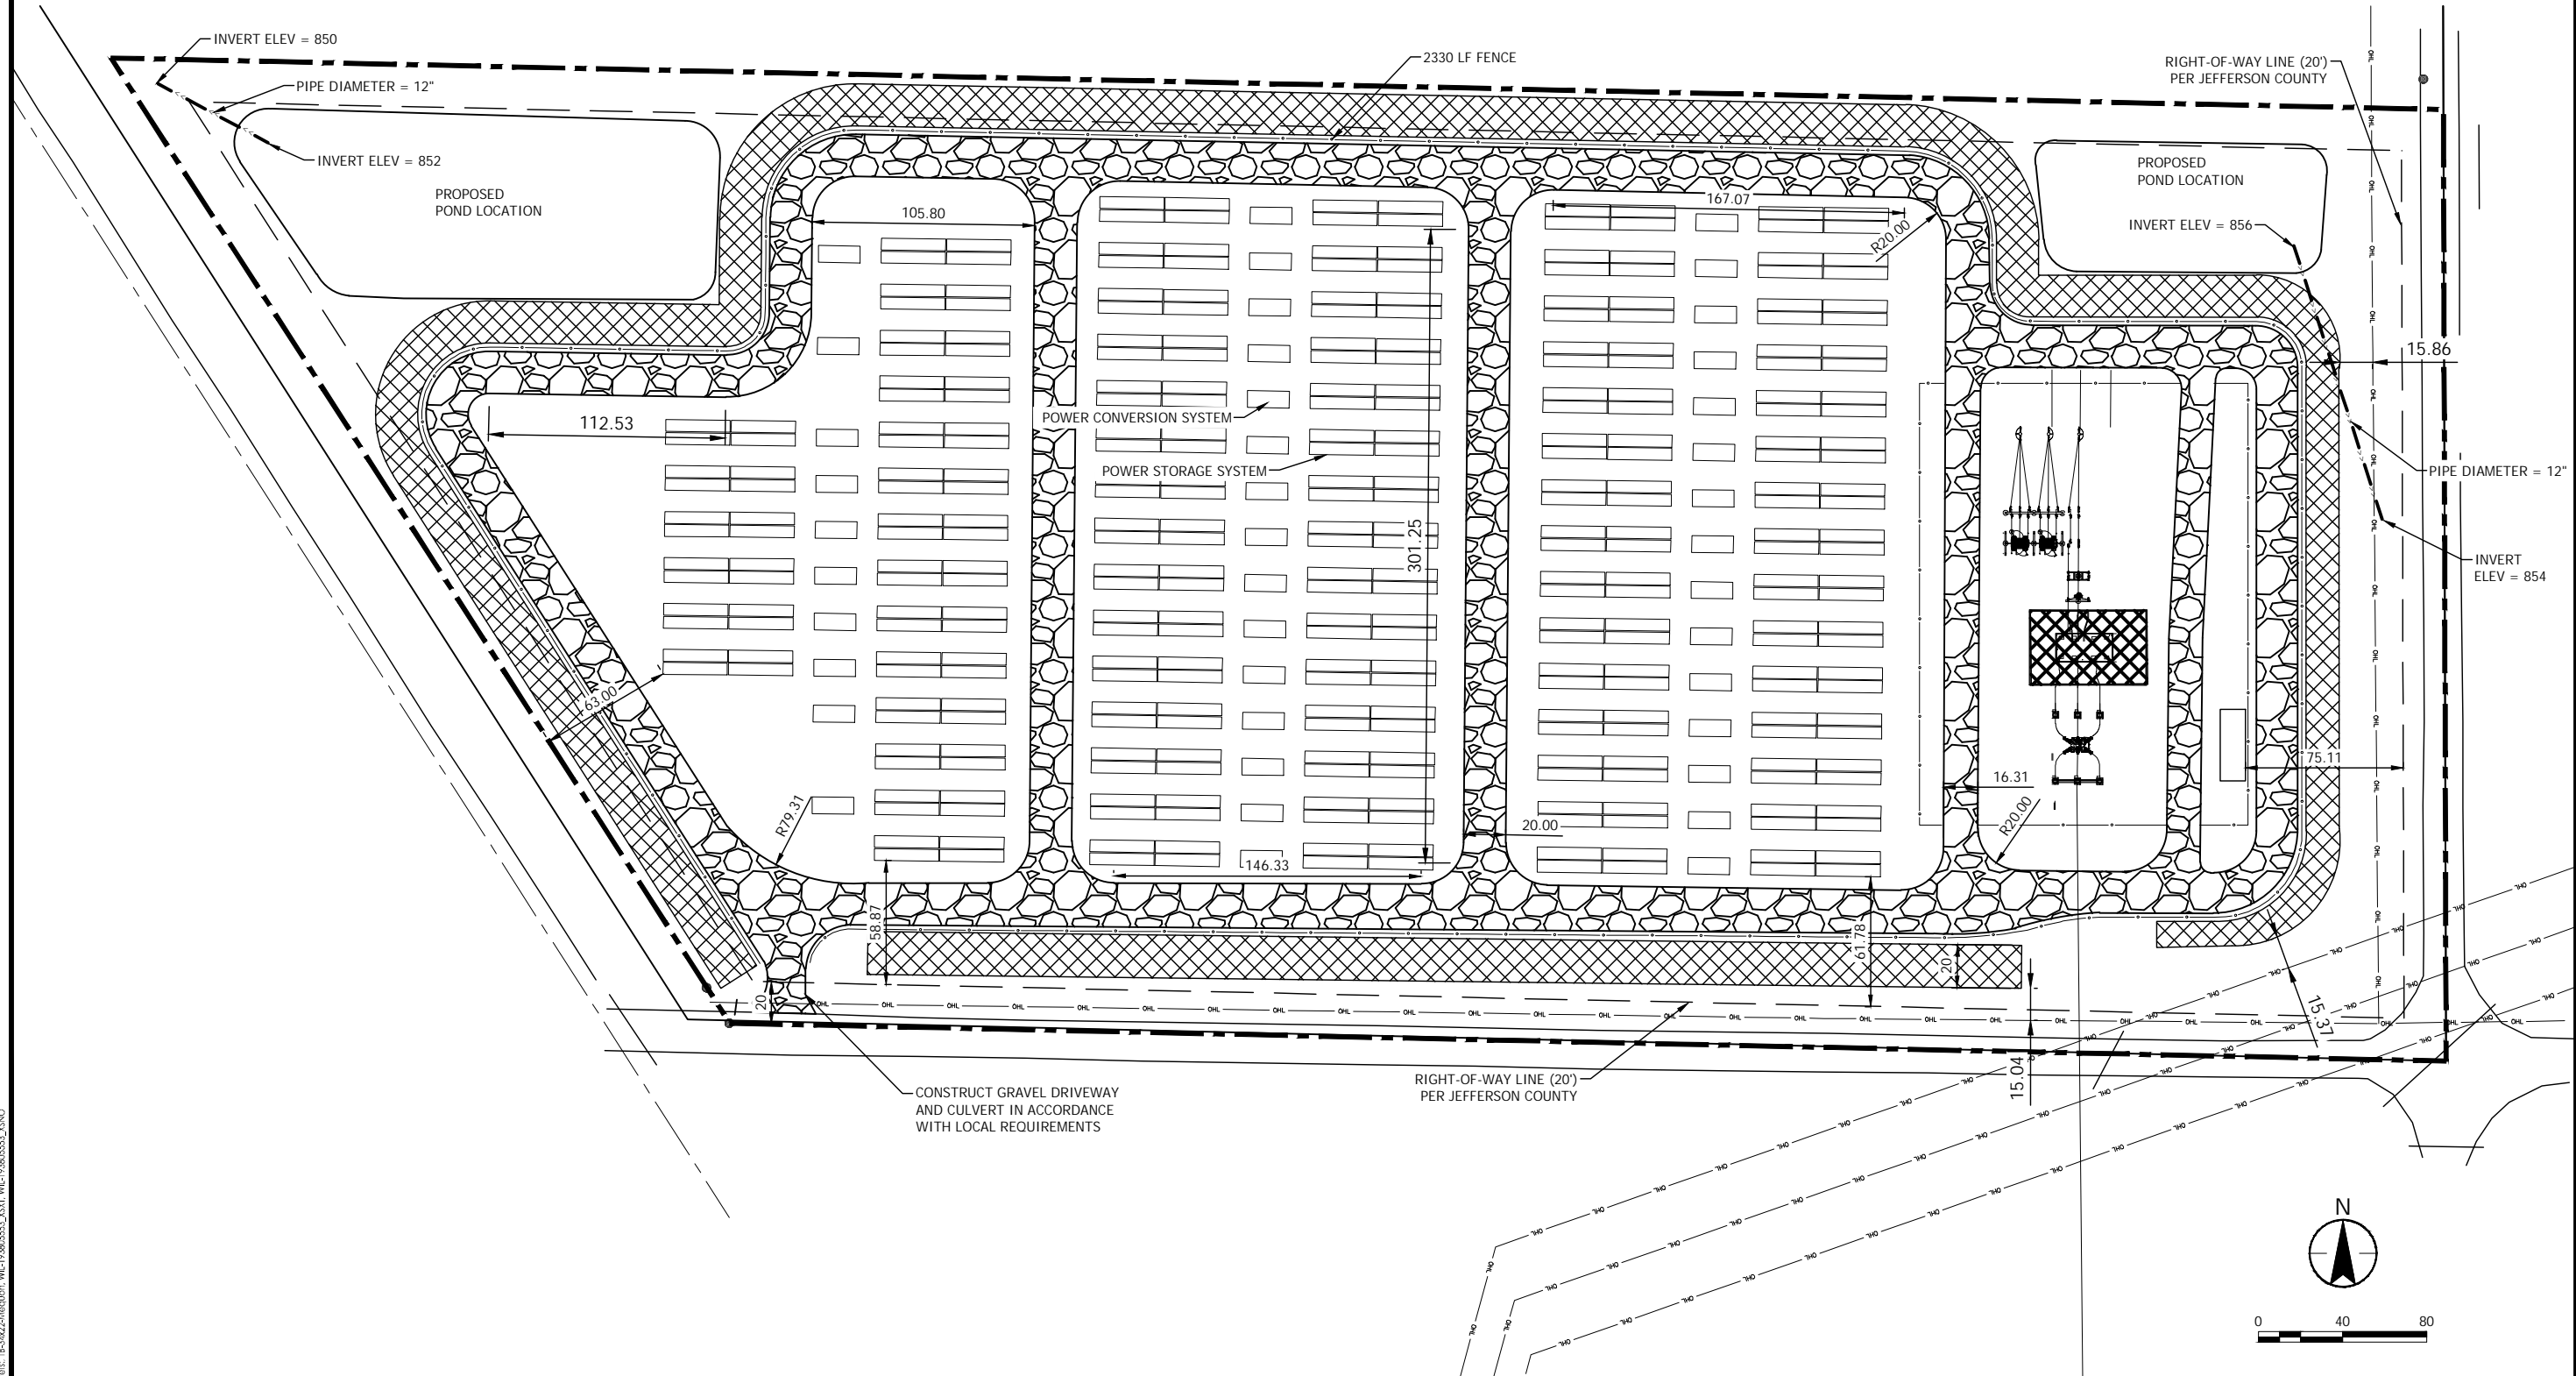 INVERT ELEV = 850
2330 LF FENCE
RIGHT-OF-WAY LINE (20')
PER JEFFERSON COUNTY
PIPE DIAMETER = 12"
INVERT ELEV = 852
PROPOSED
POND LOCATION
PROPOSED
POND LOCATION
105.80
167.07
R20.00
INVERT ELEV = 856
15.86
112.53
POWER CONVERSION SYSTEM
POWER STORAGE SYSTEM
PIPE DIAMETER = 12"
301.25
INVERT
ELEV = 854
63.00
75.11
16.31
R79.31
R20.00
20.00
146.33
58.87
61.78
20
20
15.37
15.04
OHL
RIGHT-OF-WAY LINE (20')
PER JEFFERSON COUNTY
CONSTRUCT GRAVEL DRIVEWAY
AND CULVERT IN ACCORDANCE
WITH LOCAL REQUIREMENTS
N
0 40 80